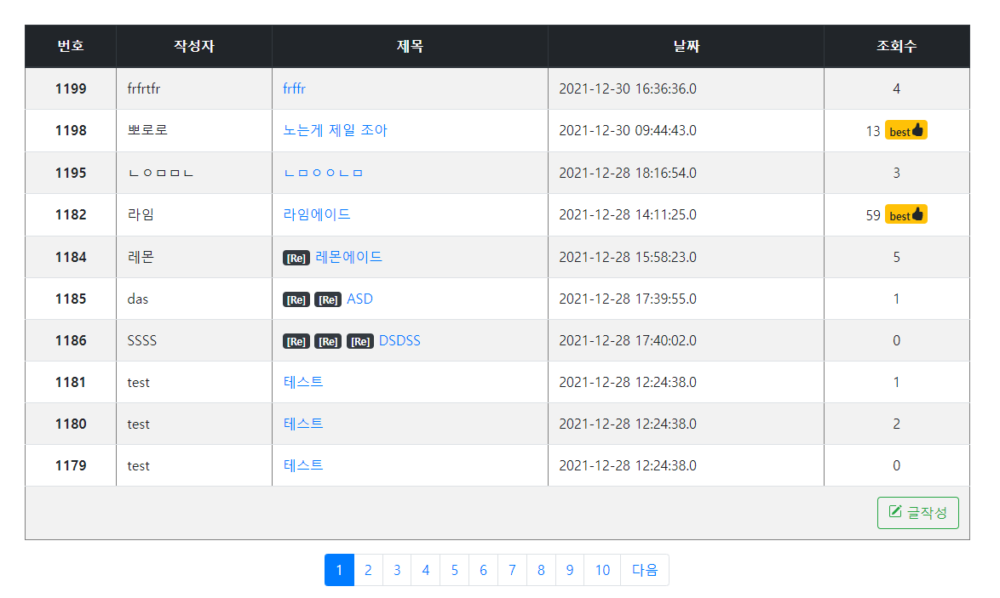 번호 작성자 제목 날짜 조회수
1199 frfrtfr frffr 2021-12-30 16:36:36.0 4
1198 뽀로로 노는게 제일 조아 2021-12-30 09:44:43.0 13 best
1195 ㄴㅇㅁㅁㄴ ㄴㅁㅇㅇㄴㅁ 2021-12-28 18:16:54.0 3
1182 라임 라임에이드 2021-12-28 14:11:25.0 59 best
1184 레몬 [Re] 레몬에이드 2021-12-28 15:58:23.0 5
1185 das [Re] [Re] ASD 2021-12-28 17:39:55.0 1
1186 SSSS [Re] [Re] [Re] DSDSS 2021-12-28 17:40:02.0 0
1181 test 테스트 2021-12-28 12:24:38.0 1
1180 test 테스트 2021-12-28 12:24:38.0 2
1179 test 테스트 2021-12-28 12:24:38.0 0
글작성
1 2 3 4 5 6 7 8 9 10 다음